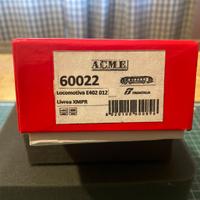 ACME
60022
Locomotiva E402 012
TRENITALIA
Livrea XMPR